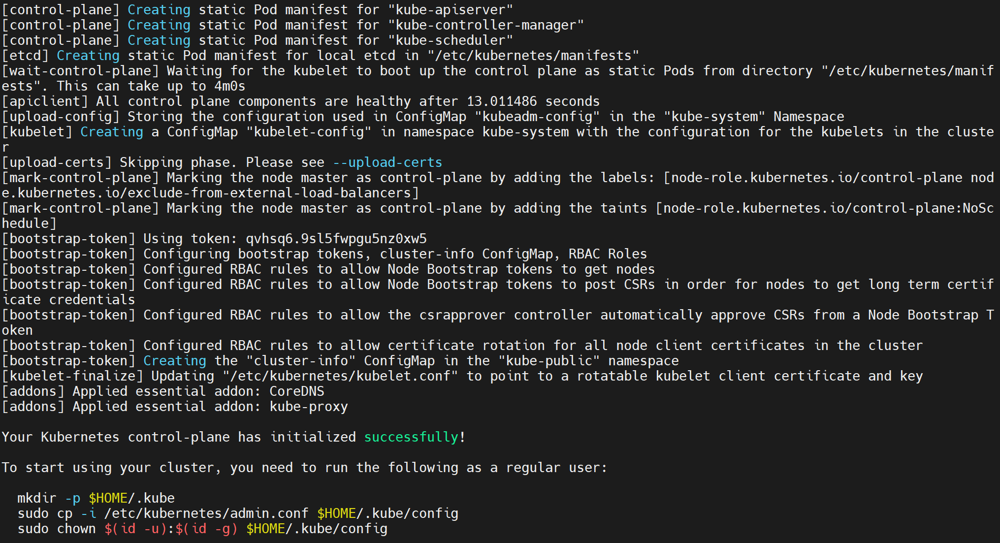 [control-plane] Creating static Pod manifest for "kube-apiserver"
[control-plane] Creating static Pod manifest for "kube-controller-manager"
[control-plane] Creating static Pod manifest for "kube-scheduler"
[etcd] Creating static Pod manifest for local etcd in "/etc/kubernetes/manifests"
[wait-control-plane] Waiting for the kubelet to boot up the control plane as static Pods from directory "/etc/kubernetes/manif
ests". This can take up to 4m0s
[apiclient] All control plane components are healthy after 13.011486 seconds
[upload-config] Storing the configuration used in ConfigMap "kubeadm-config" in the "kube-system" Namespace
[kubelet] Creating a ConfigMap "kubelet-config" in namespace kube-system with the configuration for the kubelets in the cluste
r
[upload-certs] Skipping phase. Please see --upload-certs
[mark-control-plane] Marking the node master as control-plane by adding the labels: [node-role.kubernetes.io/control-plane nod
e.kubernetes.io/exclude-from-external-load-balancers]
[mark-control-plane] Marking the node master as control-plane by adding the taints [node-role.kubernetes.io/control-plane:NoSc
hedule]
[bootstrap-token] Using token: qvhsq6.9sl5fwpgu5nz0xw5
[bootstrap-token] Configuring bootstrap tokens, cluster-info ConfigMap, RBAC Roles
[bootstrap-token] Configured RBAC rules to allow Node Bootstrap tokens to get nodes
[bootstrap-token] Configured RBAC rules to allow Node Bootstrap tokens to post CSRs in order for nodes to get long term certif
icate credentials
[bootstrap-token] Configured RBAC rules to allow the csrapprover controller automatically approve CSRs from a Node Bootstrap T
oken
[bootstrap-token] Configured RBAC rules to allow certificate rotation for all node client certificates in the cluster
[bootstrap-token] Creating the "cluster-info" ConfigMap in the "kube-public" namespace
[kubelet-finalize] Updating "/etc/kubernetes/kubelet.conf" to point to a rotatable kubelet client certificate and key
[addons] Applied essential addon: CoreDNS
[addons] Applied essential addon: kube-proxy

Your Kubernetes control-plane has initialized successfully!

To start using your cluster, you need to run the following as a regular user:

  mkdir -p $HOME/.kube
  sudo cp -i /etc/kubernetes/admin.conf $HOME/.kube/config
  sudo chown $(id -u):$(id -g) $HOME/.kube/config